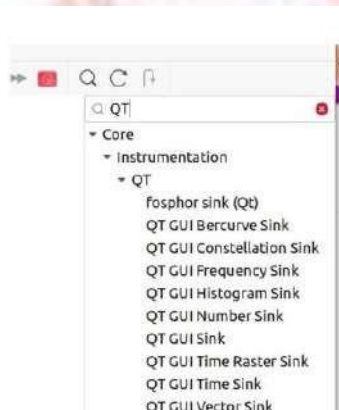 QT
Core
Instrumentation
QT
fosphor sink (Qt)
QT GUI Bercurve Sink
QT GUI Constellation Sink
QT GUI Frequency Sink
QT GUI Histogram Sink
QT GUI Number Sink
QT GUI Sink
QT GUI Time Raster Sink
QT GUI Time Sink
QT GUI Vector Sink